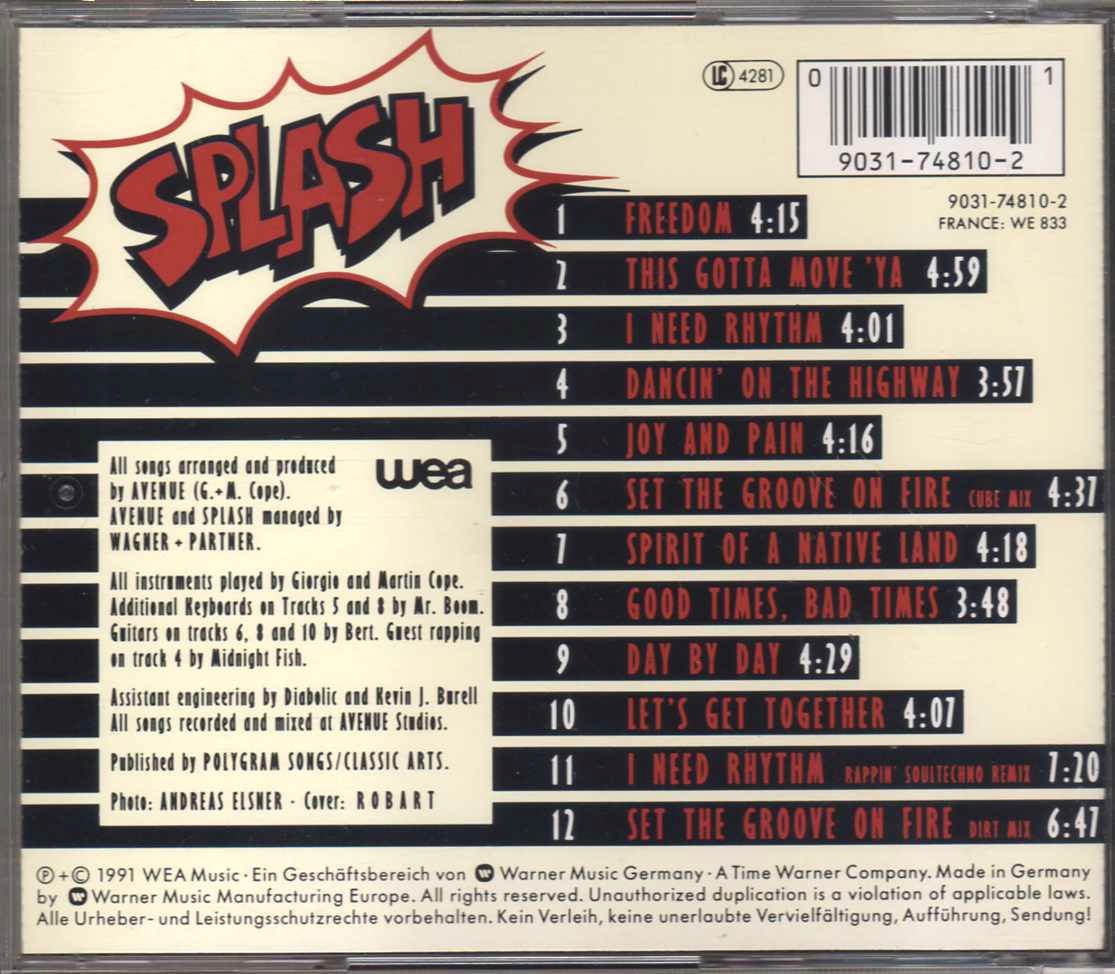 SPLASH
LC 4281
0 1
9031-74810-2
9031-74810-2
FRANCE: WE 833
1 FREEDOM 4:15
2 THIS GOTTA MOVE 'YA 4:59
3 I NEED RHYTHM 4:01
4 DANCIN' ON THE HIGHWAY 3:57
5 JOY AND PAIN 4:16
6 SET THE GROOVE ON FIRE CUBE MIX 4:37
7 SPIRIT OF A NATIVE LAND 4:18
8 GOOD TIMES, BAD TIMES 3:48
9 DAY BY DAY 4:29
10 LET'S GET TOGETHER 4:07
11 I NEED RHYTHM RAPPIN' SOULTECHNO REMIX 7:20
12 SET THE GROOVE ON FIRE DIRT MIX 6:47
wea
All songs arranged and produced
by AVENUE (G.+M. Cope).
AVENUE and SPLASH managed by
WAGNER + PARTNER.
All instruments played by Giorgio and Martin Cope.
Additional Keyboards on Tracks 5 and 8 by Mr. Boom.
Guitars on tracks 6, 8 and 10 by Bert. Guest rapping
on track 4 by Midnight Fish.
Assistant engineering by Diabolic and Kevin J. Burell
All songs recorded and mixed at AVENUE Studios.
Published by POLYGRAM SONGS/CLASSIC ARTS.
Photo: ANDREAS ELSNER · Cover: ROBART
℗+© 1991 WEA Music · Ein Geschäftsbereich von W Warner Music Germany · A Time Warner Company. Made in Germany
by W Warner Music Manufacturing Europe. All rights reserved. Unauthorized duplication is a violation of applicable laws.
Alle Urheber- und Leistungsschutzrechte vorbehalten. Kein Verleih, keine unerlaubte Vervielfältigung, Aufführung, Sendung!